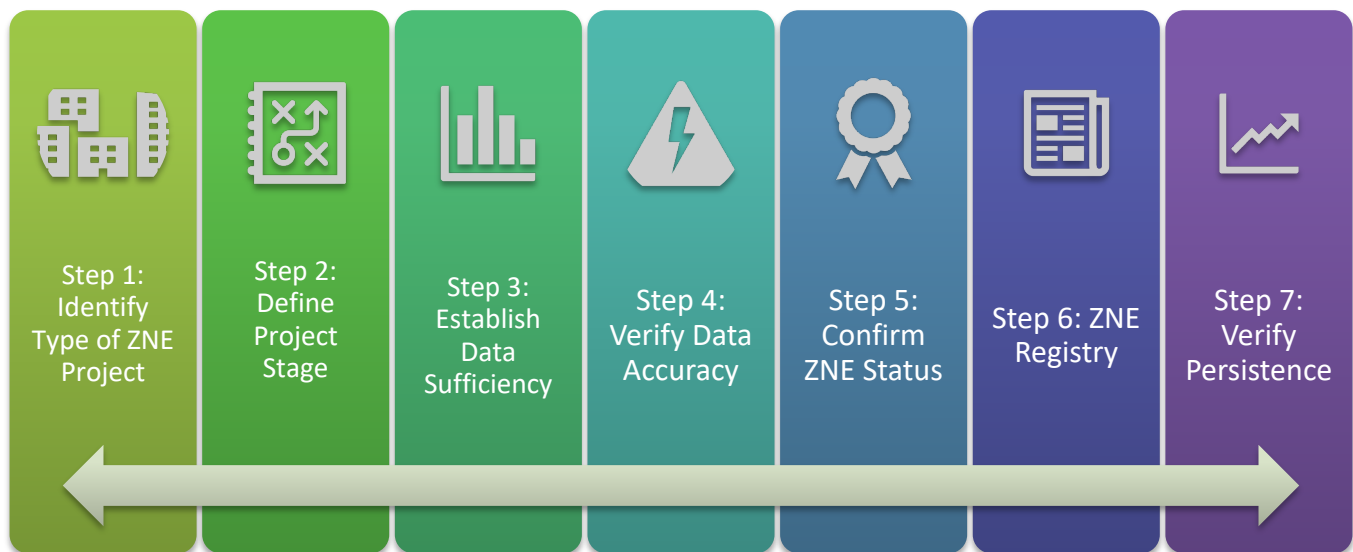 Step 1:
Identify
Type of ZNE
Project
Step 2:
Define
Project
Stage
Step 3:
Establish
Data
Sufficiency
Step 4:
Verify Data
Accuracy
Step 5:
Confirm
ZNE Status
Step 6: ZNE
Registry
Step 7:
Verify
Persistence